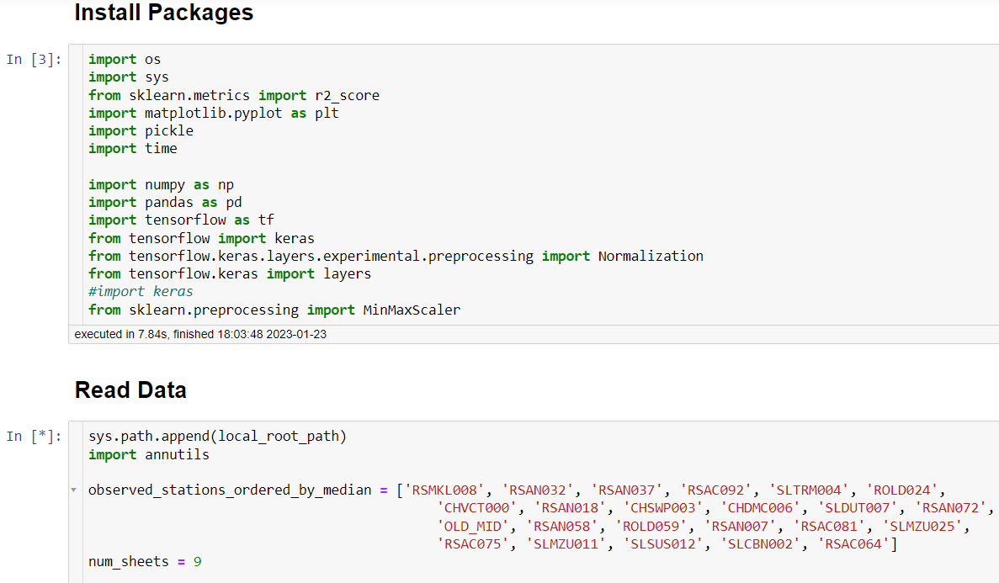 Install Packages
In [3]:
import os
import sys
from sklearn.metrics import r2_score
import matplotlib.pyplot as plt
import pickle
import time
import numpy as np
import pandas as pd
import tensorflow as tf
from tensorflow import keras
from tensorflow.keras.layers.experimental.preprocessing import Normalization
from tensorflow.keras import layers
#import keras
from sklearn.preprocessing import MinMaxScaler
executed in 7.84s, finished 18:03:48 2023-01-23
Read Data
In [*]:
sys.path.append(local_root_path)
import annutils
observed_stations_ordered_by_median = ['RSMKL008', 'RSAN032', 'RSAN037', 'RSAC092', 'SLTRM004', 'ROLD024',
'CHVCT000', 'RSAN018', 'CHSWP003', 'CHDMC006', 'SLDUT007', 'RSAN072',
'OLD_MID', 'RSAN058', 'ROLD059', 'RSAN007', 'RSAC081', 'SLMZU025',
'RSAC075', 'SLMZU011', 'SLSUS012', 'SLCBN002', 'RSAC064']
num_sheets = 9